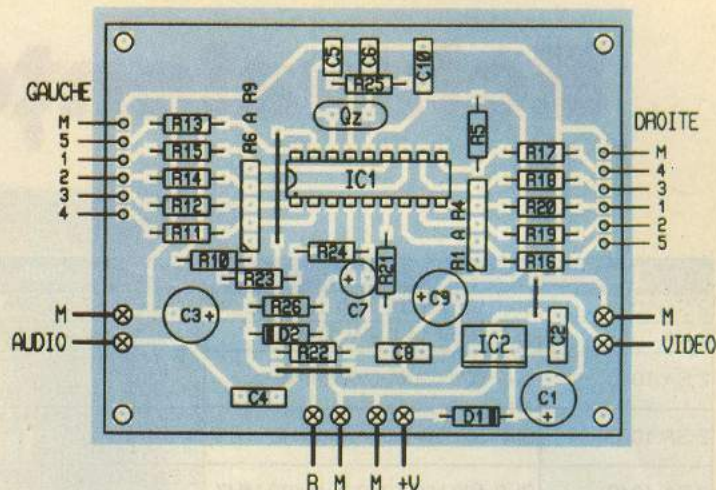 C5 C6 C10
R25
GAUCHE
R6 A R9
Qz
R5
DROITE
M
R13
R17
M
5
R15
IC1
R18
4
1
R14
R20
3
2
R12
R19
1
3
R11
R16
2
4
R1 A R4
5
R10
R24
R21
R23
C7
C9
M
C3 +
R26
+
+
C2
M
AUDIO
D2
R22
C8
IC2
VIDEO
C4
D1
C1
+
R M M +V